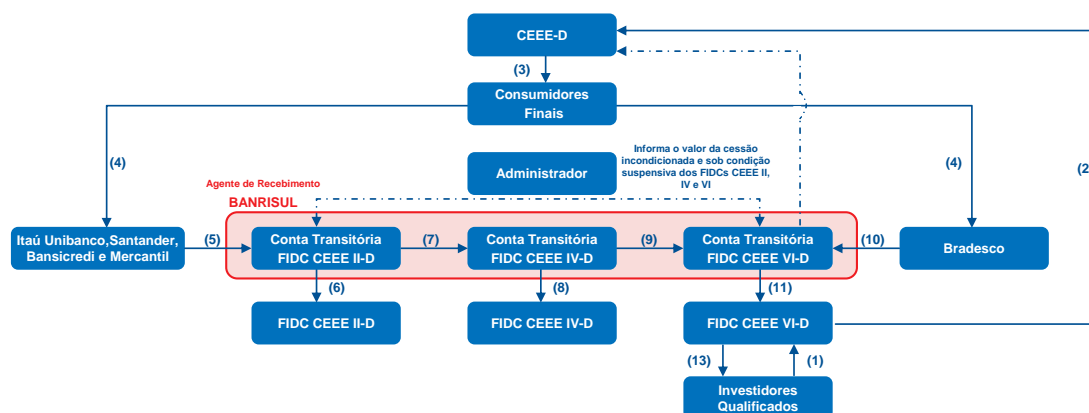 CEEE-D
(3)
Consumidores
Finais
(4)
Administrador
Informa o valor da cessão
incondicionada e sob condição
suspensiva dos FIDCs CEEE II,
IV e VI
(4)
(2
Agente de Recebimento
BANRISUL
Itaú Unibanco,Santander,
Bansicredi e Mercantil
(5)
Conta Transitória
FIDC CEEE II-D
(7)
Conta Transitória
FIDC CEEE IV-D
(9)
Conta Transitória
FIDC CEEE VI-D
(10)
Bradesco
(6)
(8)
(11)
FIDC CEEE II-D
FIDC CEEE IV-D
FIDC CEEE VI-D
(13)
(1)
Investidores
Qualificados